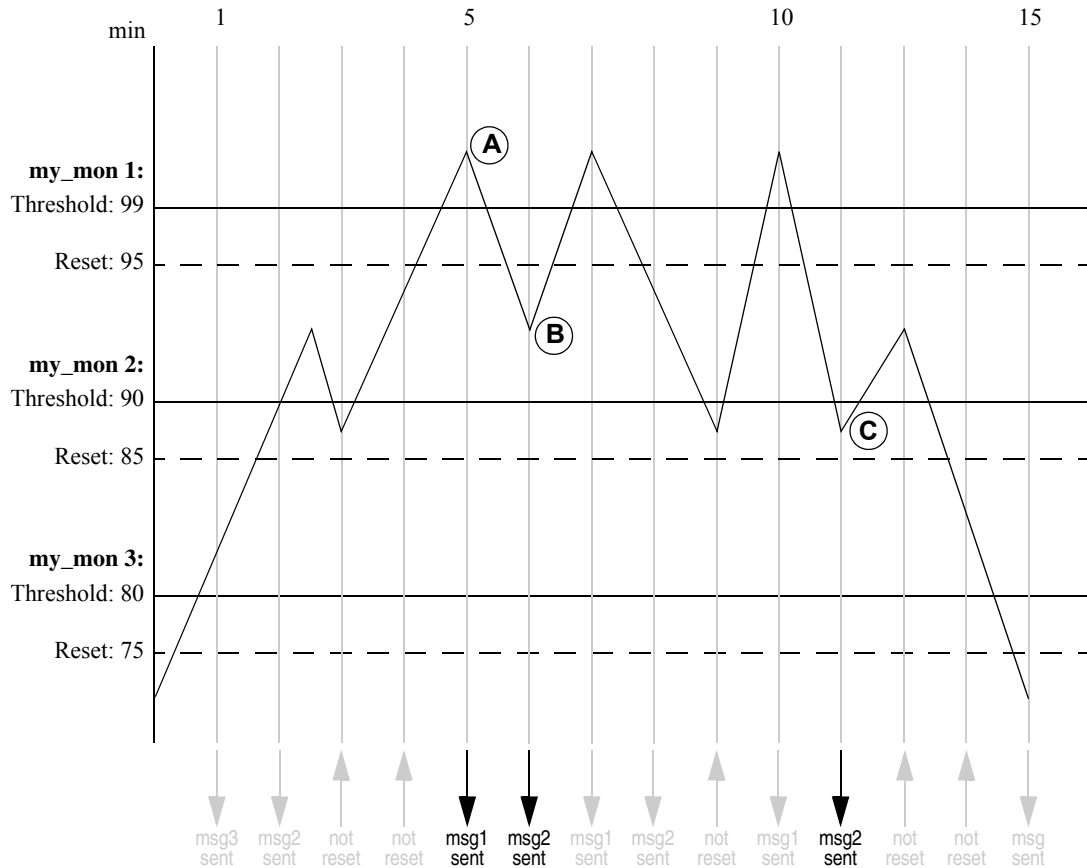 min 1 5 10 15
A
my_mon 1:
Threshold: 99
Reset: 95
B
my_mon 2:
Threshold: 90
C
Reset: 85
my_mon 3:
Threshold: 80
Reset: 75
msg3 msg2 not not msg1 msg2 msg1 msg2 not msg1 msg2 not not msg
sent sent reset reset sent sent sent sent reset sent sent reset reset sent